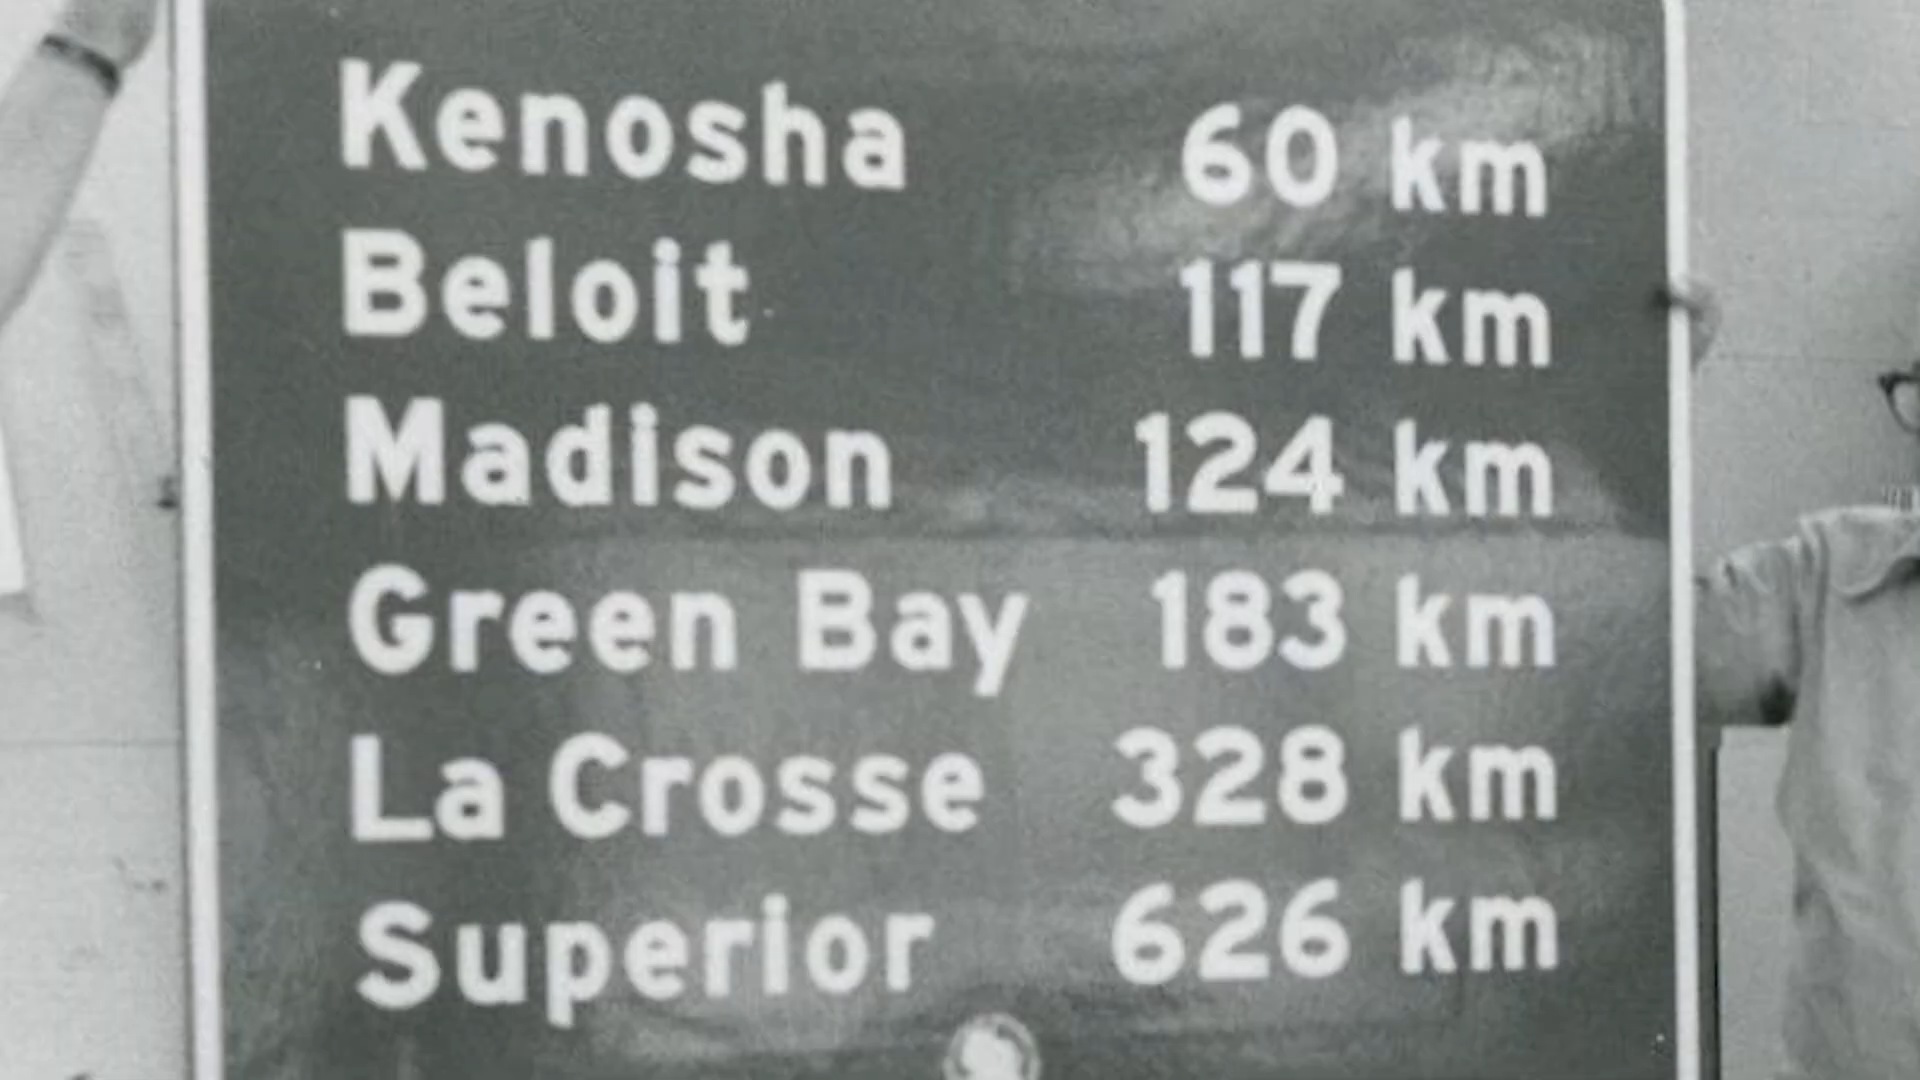 Kenosha 60 km
Beloit 117 km
Madison 124 km
Green Bay 183 km
La Crosse 328 km
Superior 626 km